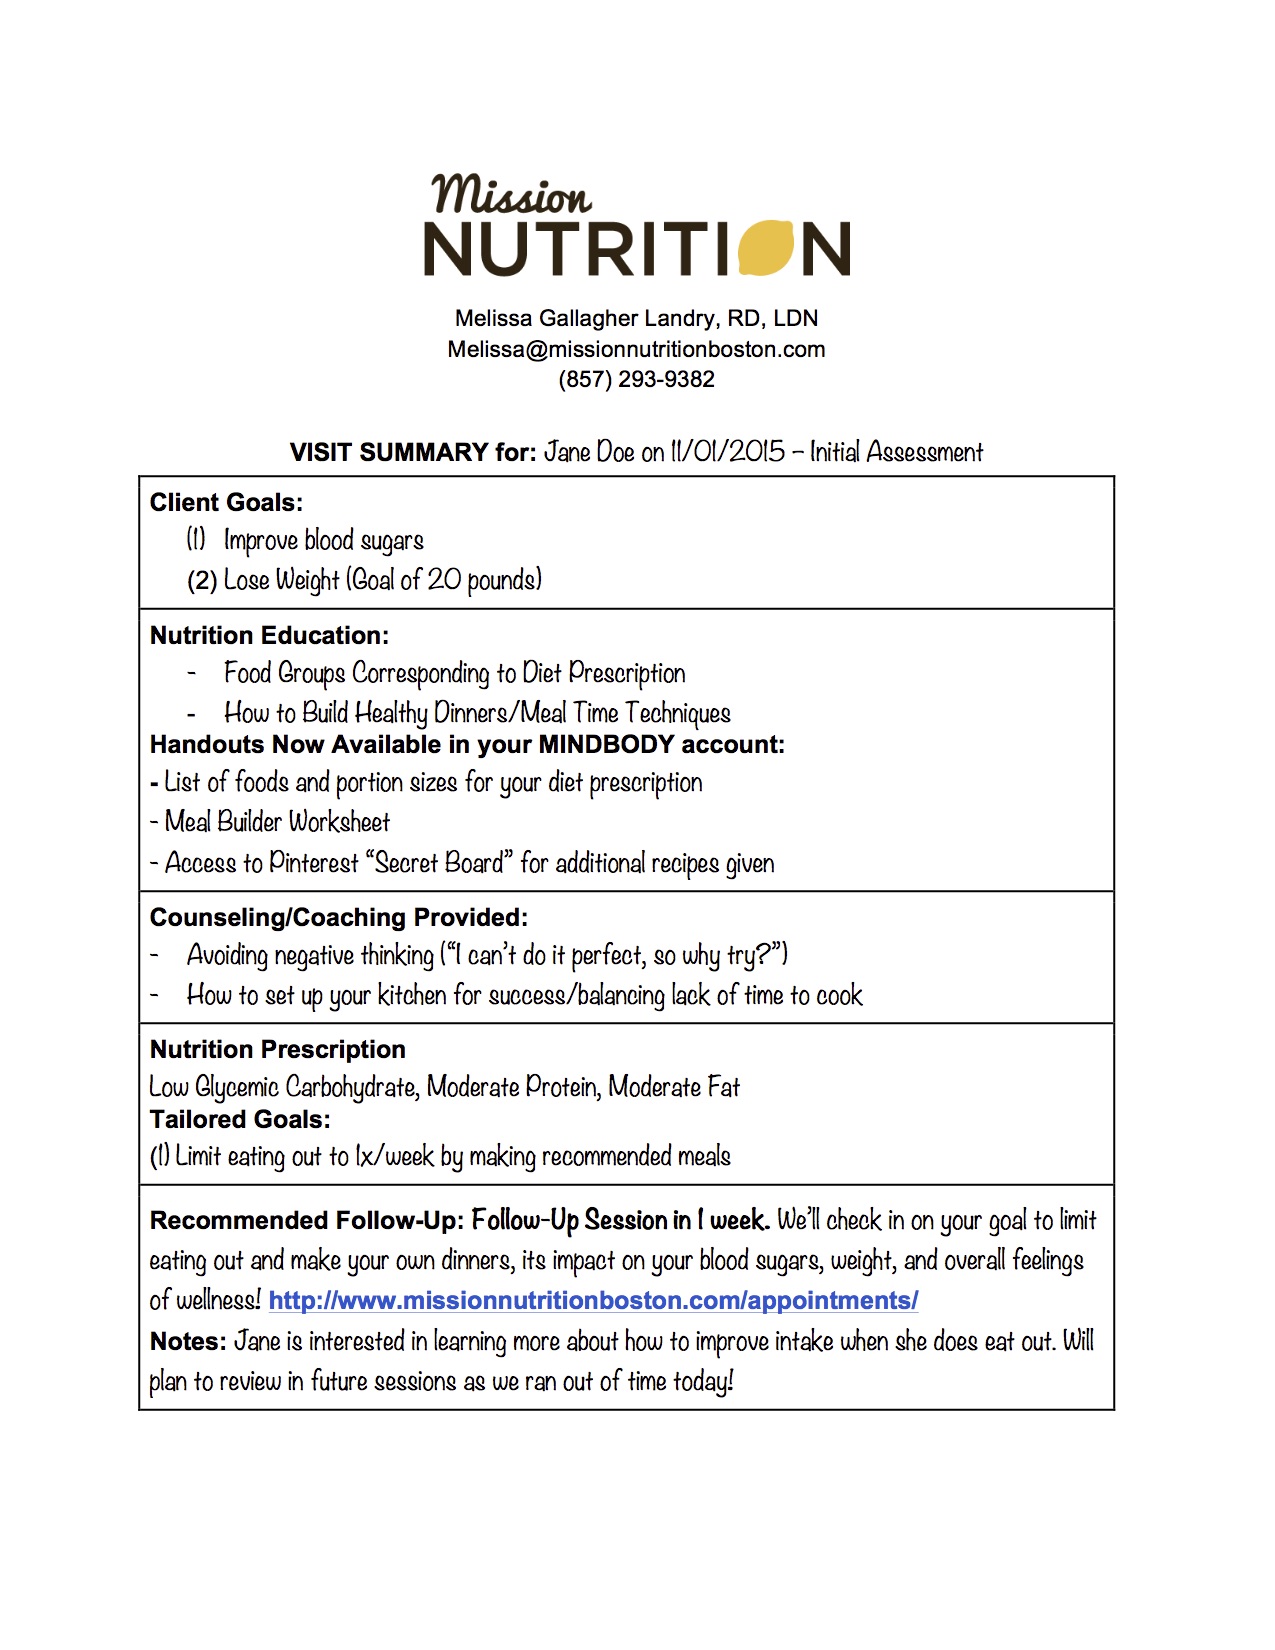 Mission
NUTRITION
Melissa Gallagher Landry, RD, LDN
Melissa@missionnutritionboston.com
(857) 293-9382
VISIT SUMMARY for: Jane Doe on 11/01/2015 – Initial Assessment
Client Goals:
(1) Improve blood sugars
(2) Lose Weight (Goal of 20 pounds)
Nutrition Education:
- Food Groups Corresponding to Diet Prescription
- How to Build Healthy Dinners/Meal Time Techniques
Handouts Now Available in your MINDBODY account:
- List of foods and portion sizes for your diet prescription
- Meal Builder Worksheet
- Access to Pinterest “Secret Board” for additional recipes given
Counseling/Coaching Provided:
- Avoiding negative thinking (“I can’t do it perfect, so why try?”)
- How to set up your kitchen for success/balancing lack of time to cook
Nutrition Prescription
Low Glycemic Carbohydrate, Moderate Protein, Moderate Fat
Tailored Goals:
(1) Limit eating out to 1x/week by making recommended meals
Recommended Follow-Up: Follow-Up Session in 1 week. We’ll check in on your goal to limit
eating out and make your own dinners, its impact on your blood sugars, weight, and overall feelings
of wellness! http://www.missionnutritionboston.com/appointments/
Notes: Jane is interested in learning more about how to improve intake when she does eat out. Will
plan to review in future sessions as we ran out of time today!